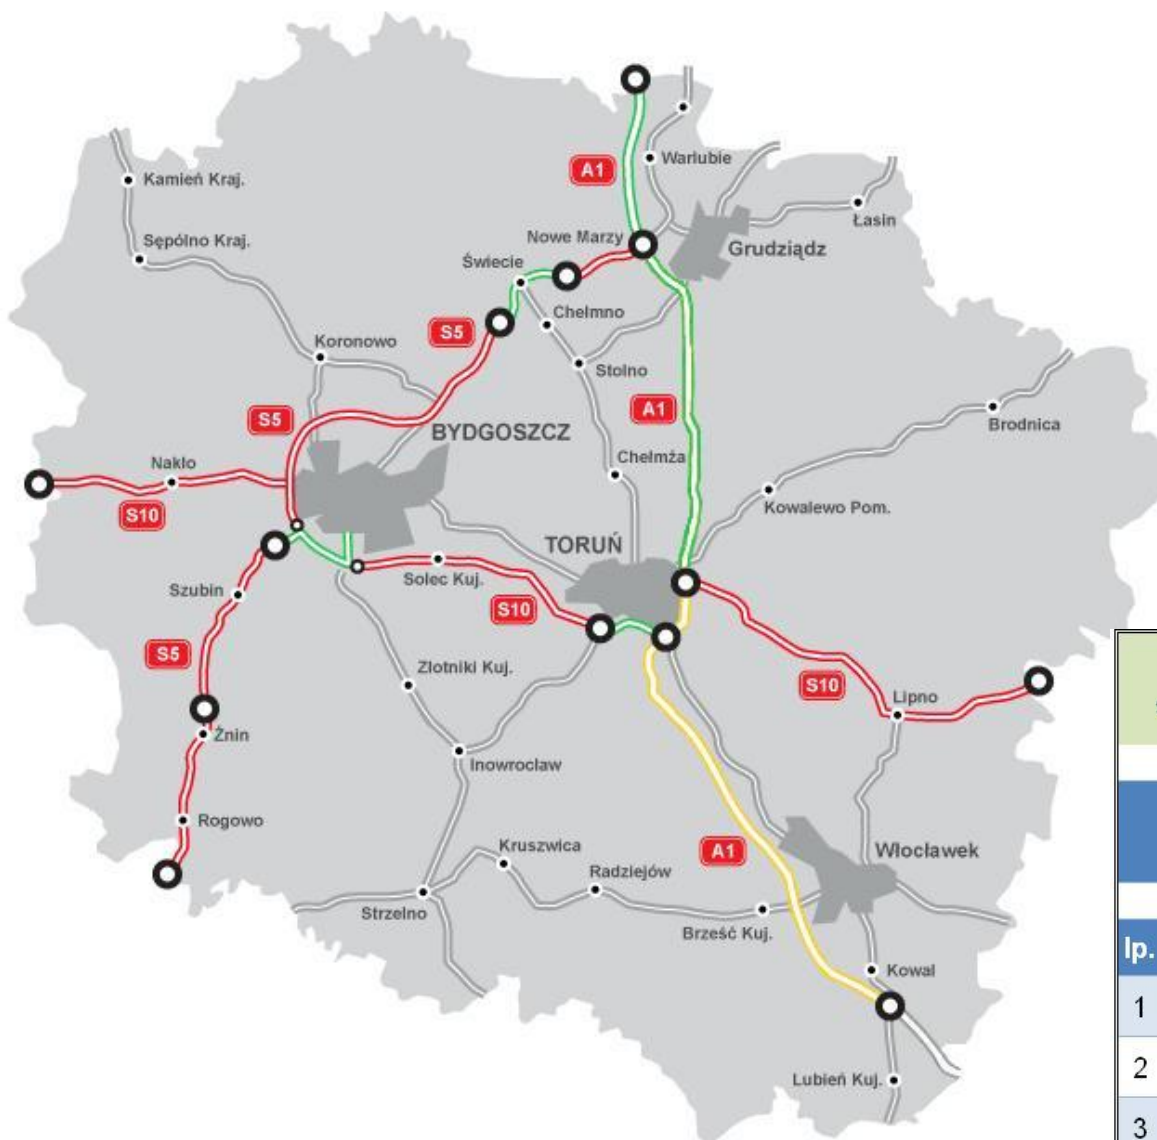 A1
Warlubie
Kamień Kraj.
Łasin
Nowe Marzy
Grudziądz
Sępólno Kraj.
Świecie
Chełmno
S5
Koronowo
Stolno
A1
S5
BYDGOSZCZ
Brodnica
Chełmża
Nakło
S10
Kowalewo Pom.
TORUŃ
Solec Kuj.
Szubin
S10
S5
Złotniki Kuj.
S10
Lipno
Żnin
Inowrocław
Rogowo
Kruszwica
A1
Włocławek
Radziejów
Strzelno
Brześć Kuj.
Kowal
lp.
1
Lubień Kuj.
2
3